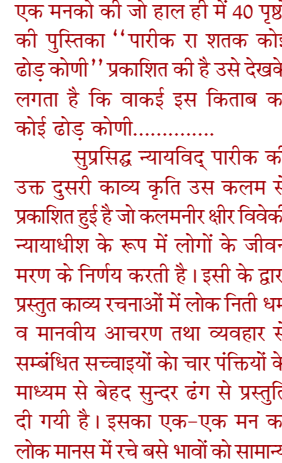 एक मनको की जो हाल ही में 40 पृष्ठ
की पुस्तिका ‘‘पारीक रा शतक कोइ
ढोड़ कोणी’’ प्रकाशित की है उसे देखके
लगता है कि वाकई इस किताब क
कोई ढोड़ कोणी..............
सुप्रसिद्ध न्यायविद् पारीक की
उक्त दुसरी काव्य कृति उस कलम से
प्रकाशित हुई है जो कलमनीर क्षीर विवेकी
न्यायाधीश के रूप में लोगों के जीवन
मरण के निर्णय करती है। इसी के द्वार
प्रस्तुत काव्य रचनाओं में लोक निती धम
व मानवीय आचरण तथा व्यवहार से
सम्बंधित सच्चाइयों केा चार पंक्तियों के
माध्यम से बेहद सुन्दर ढंग से प्रस्तुति
दी गयी है। इसका एक-एक मन क
लोक मानस में रचे बसे भावों को सामान्य